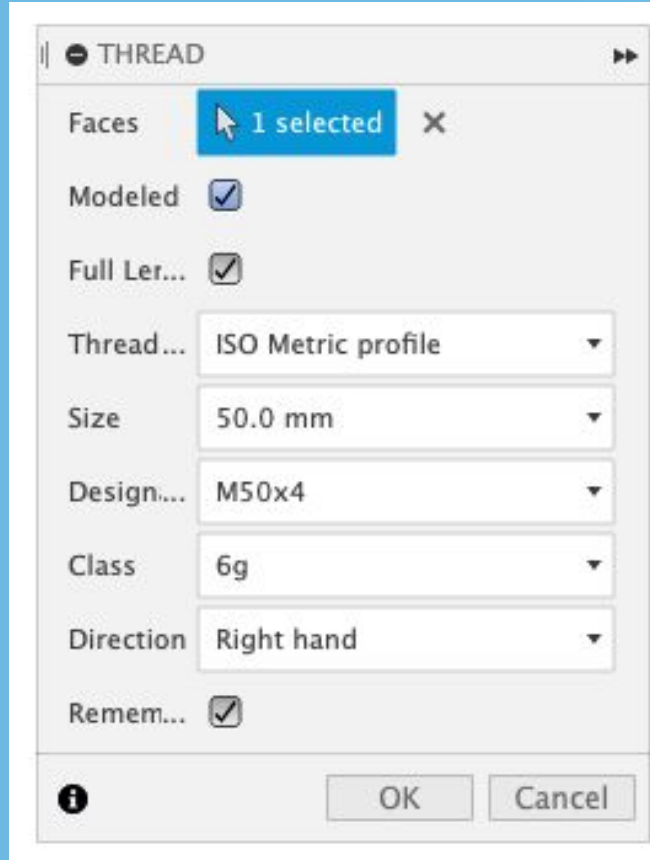 THREAD
Faces 1 selected
Modeled
Full Ler...
Thread... ISO Metric profile
Size 50.0 mm
Design... M50x4
Class 6g
Direction Right hand
Remem...
OK Cancel